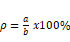 ρ = a/b x100%